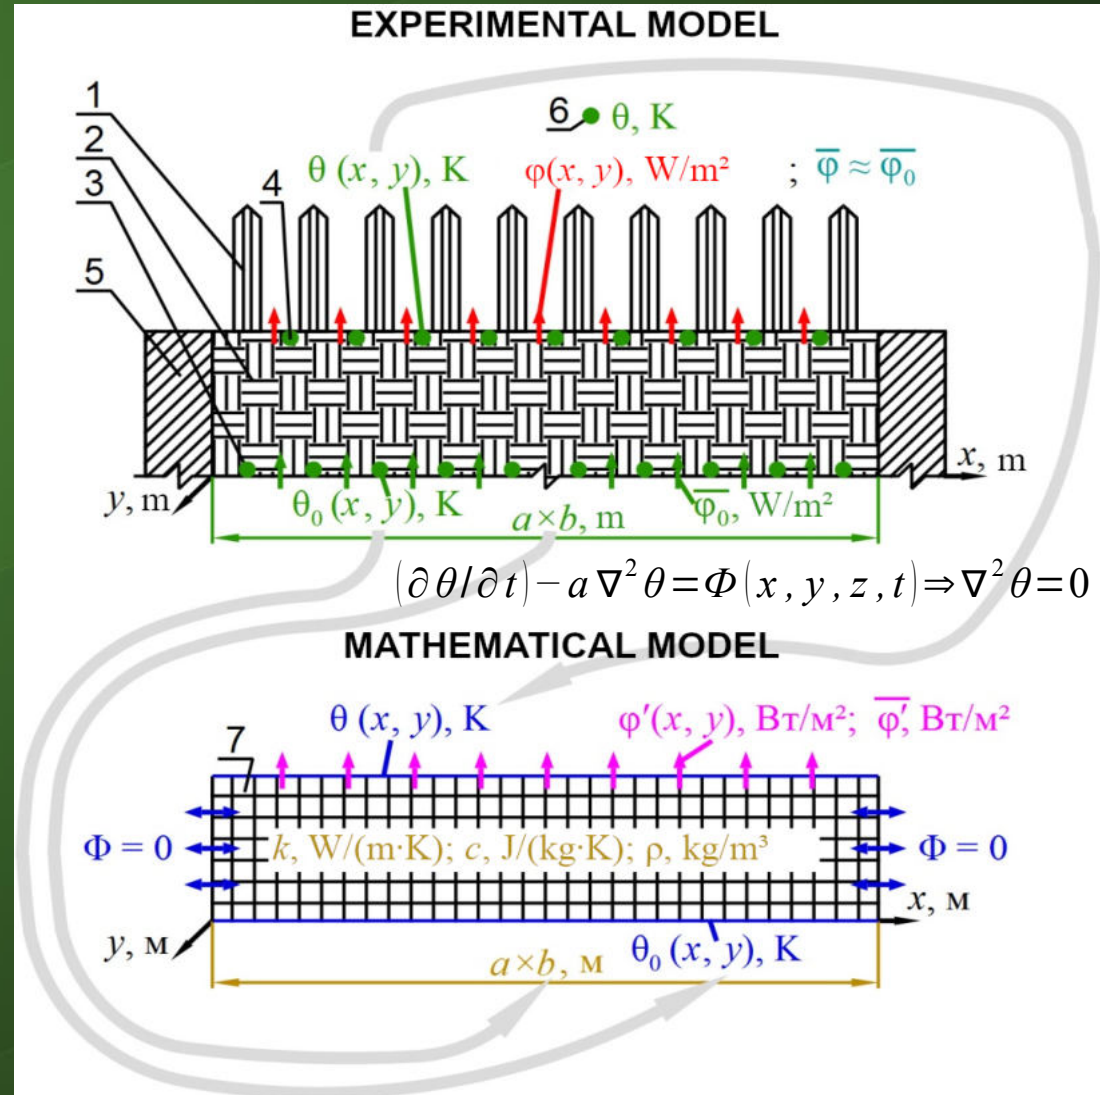 EXPERIMENTAL MODEL
1
2
3
5
4
6 θ, K
θ (x, y), K
φ(x, y), W/m²
; φ̅ ≈ φ̅₀
x, m
y, m
θ₀ (x, y), K
φ̅₀, W/m²
a×b, m
(∂θ/∂t)−a∇²θ=Φ(x,y,z,t)⇒∇²θ=0
MATHEMATICAL MODEL
θ (x, y), K
φ′(x, y), Вт/м²; φ̅′, Вт/м²
7
Φ = 0
k, W/(m·K); c, J/(kg·K); ρ, kg/m³
Φ = 0
x, м
y, м
θ₀ (x, y), K
a×b, м